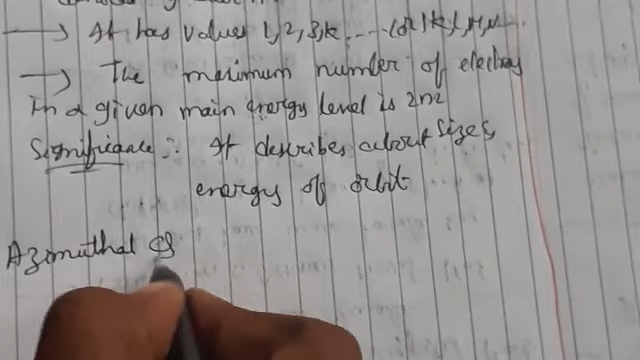 → It has values 1, 2, 3,
→ The maximum number of electrons
in a given main energy level is 2n2
Significance :. It describes about sizes
energy of orbit
Azimuthal